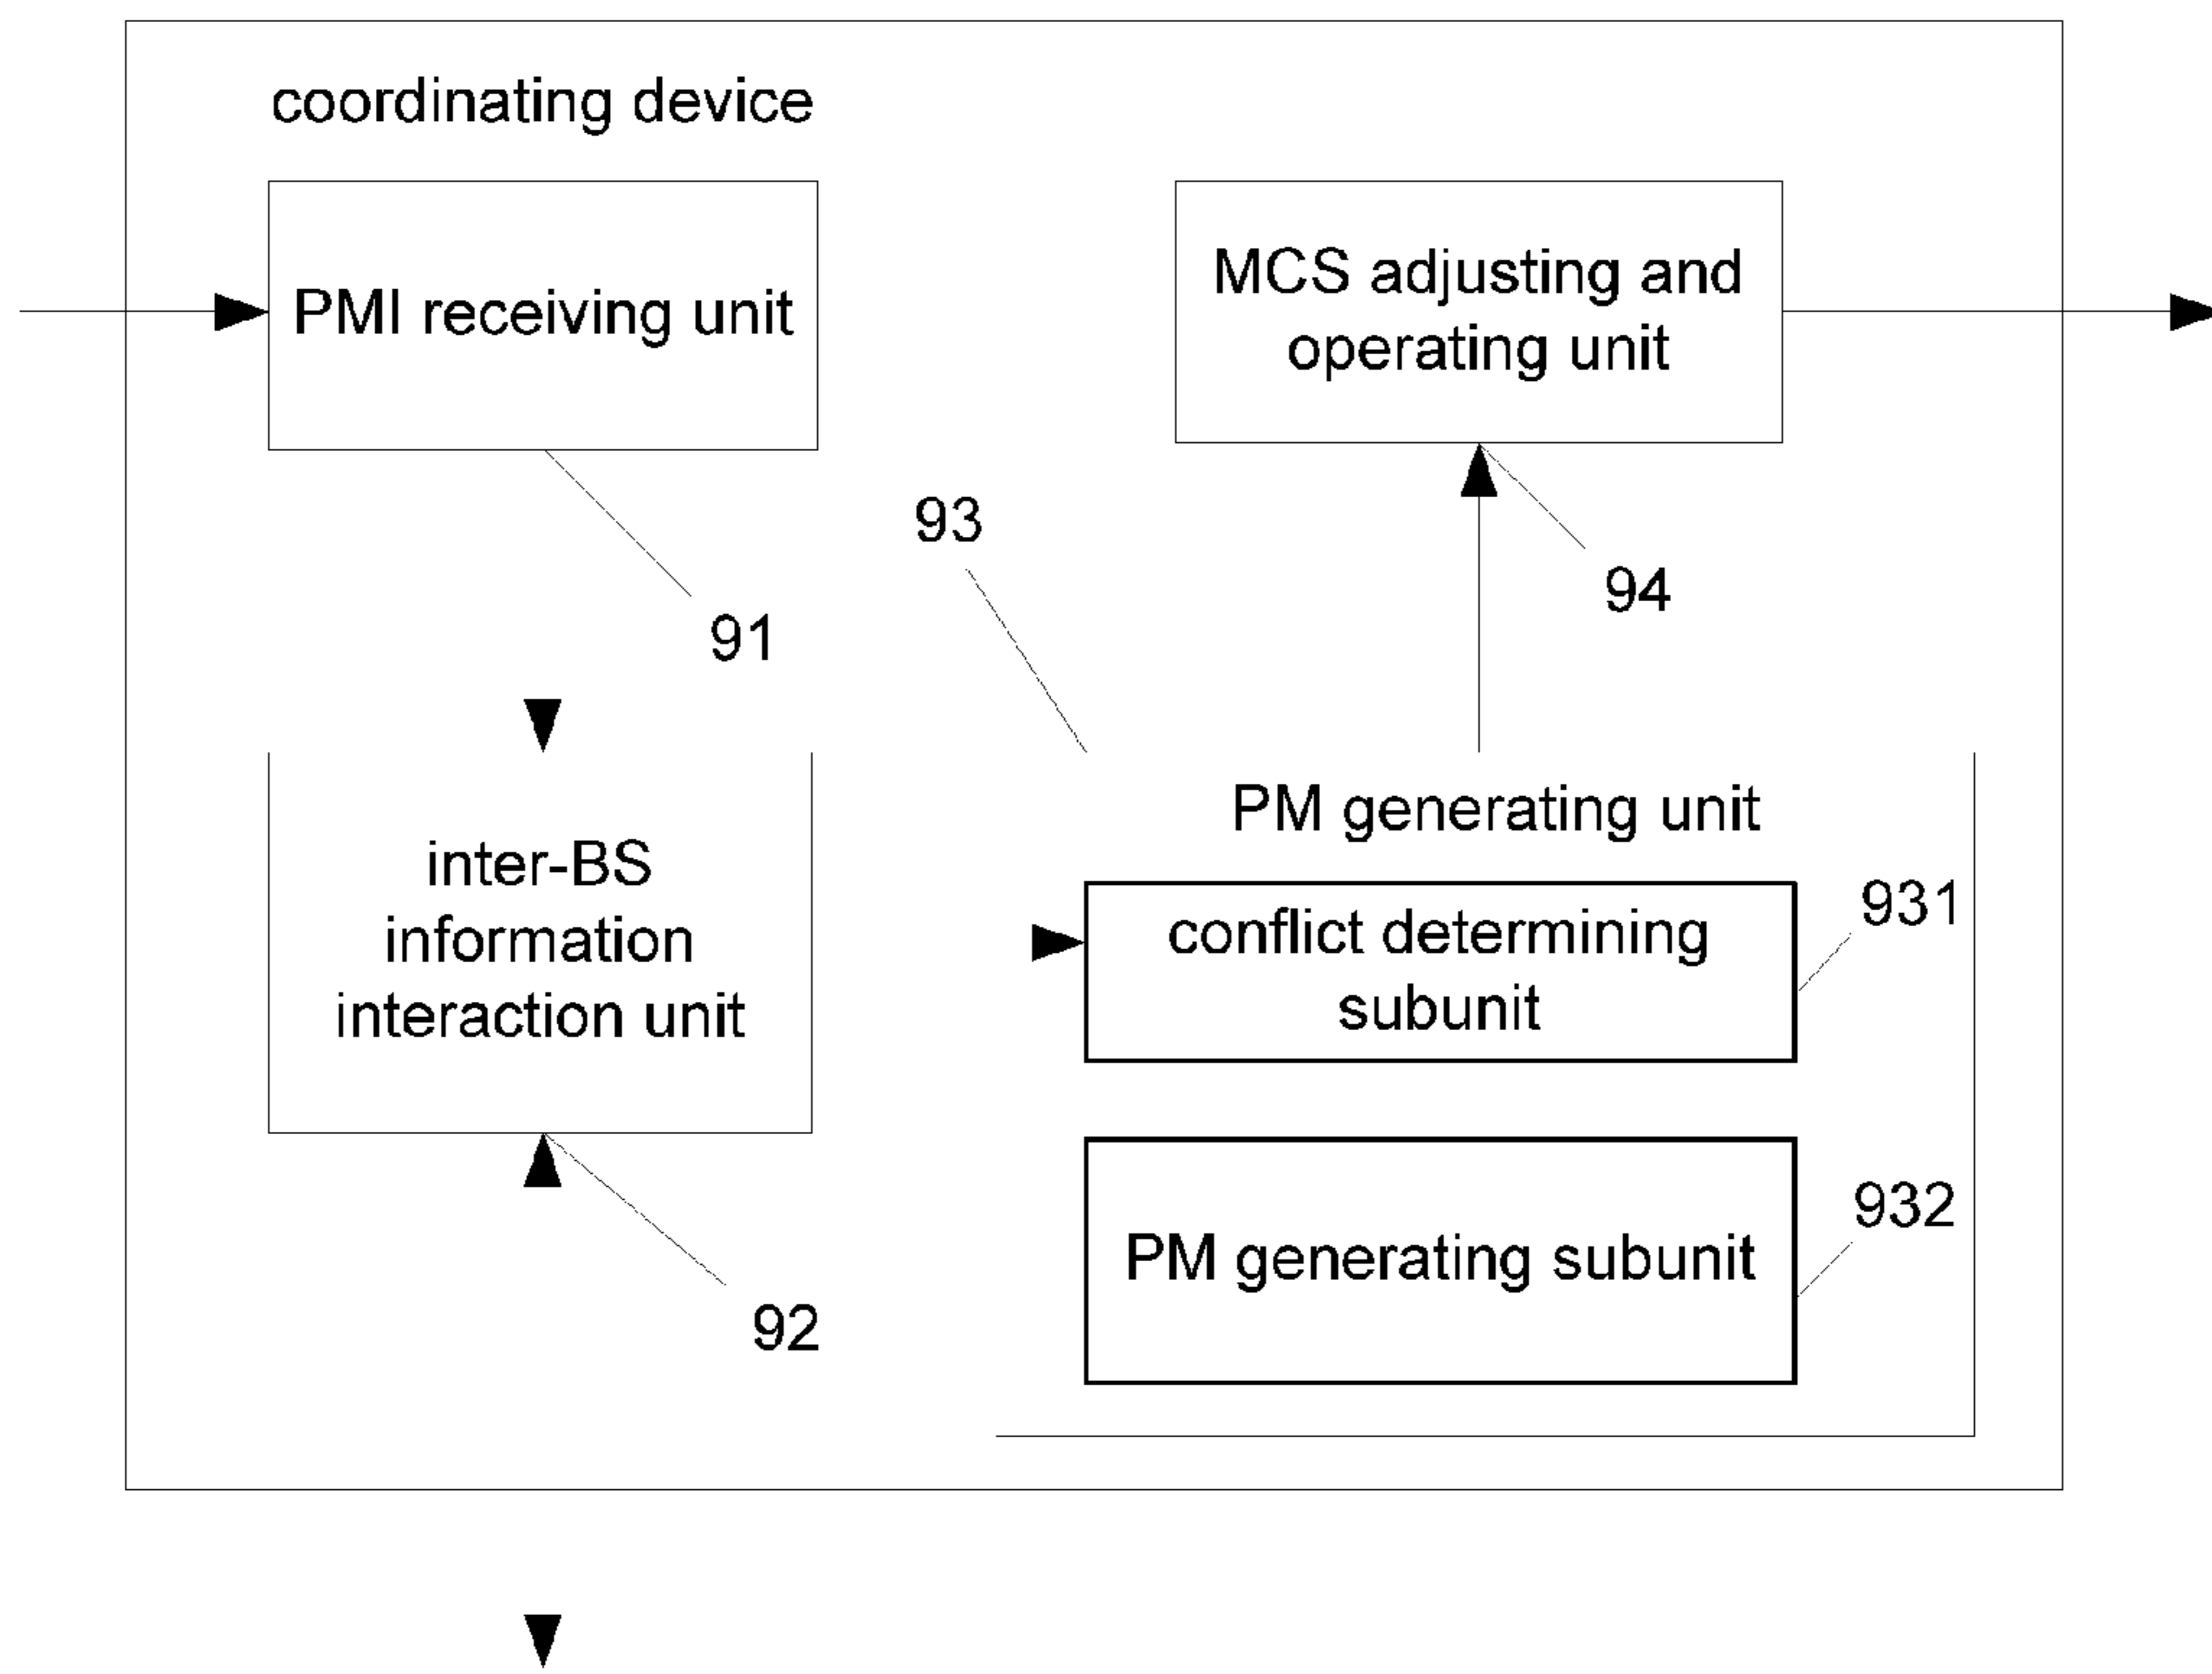 coordinating device
PMI receiving unit
MCS adjusting and
operating unit
91
93
94
inter-BS
information
interaction unit
92
PM generating unit
conflict determining
subunit
931
PM generating subunit
932